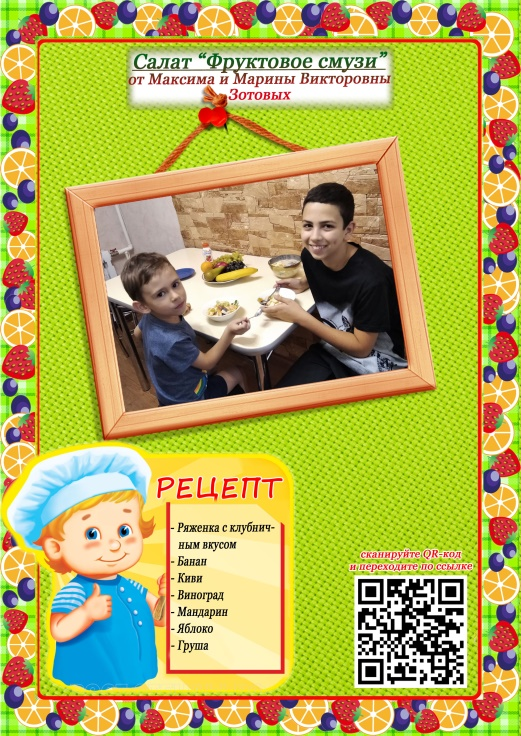 Салат “Фруктовое смузи”
от Максима и Марины Викторовны
Зотовых
РЕЦЕПТ
- Ряженка с клубнич-
ным вкусом
- Банан
- Киви
- Виноград
- Мандарин
- Яблоко
- Груша
сканируйте QR-код
и переходите по ссылке